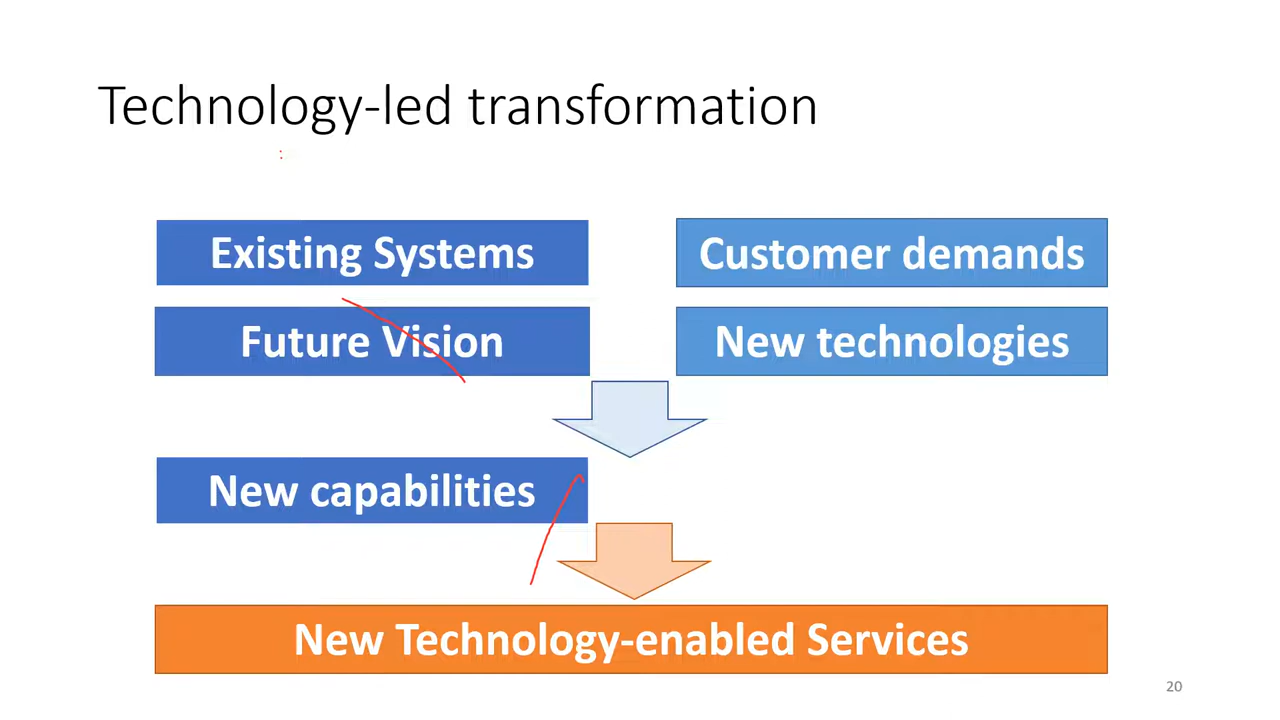 Technology-led transformation
Existing Systems
Customer demands
Future Vision
New technologies
New capabilities
New Technology-enabled Services
20